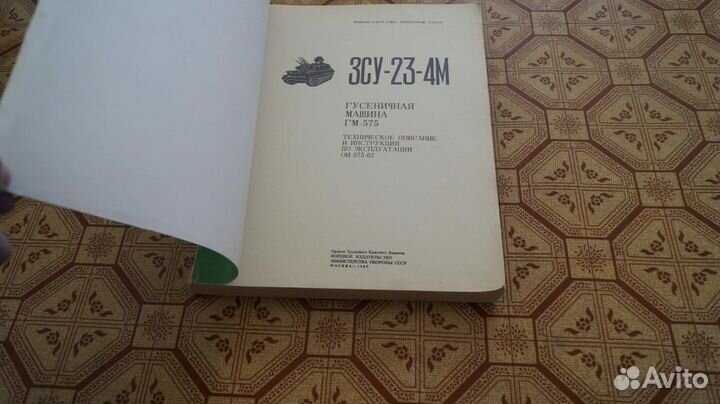 МИНИСТЕРСТВО ОБОРОНЫ СССР
ЗСУ-23-4М
ГУСЕНИЧНАЯ
МАШИНА
ГМ-575
ТЕХНИЧЕСКОЕ ОПИСАНИЕ
И ИНСТРУКЦИЯ
ПО ЭКСПЛУАТАЦИИ
ОИ 575-02
Ордена Трудового Красного Знамени
ВОЕННОЕ ИЗДАТЕЛЬСТВО
МИНИСТЕРСТВА ОБОРОНЫ СССР
МОСКВА —
Avito